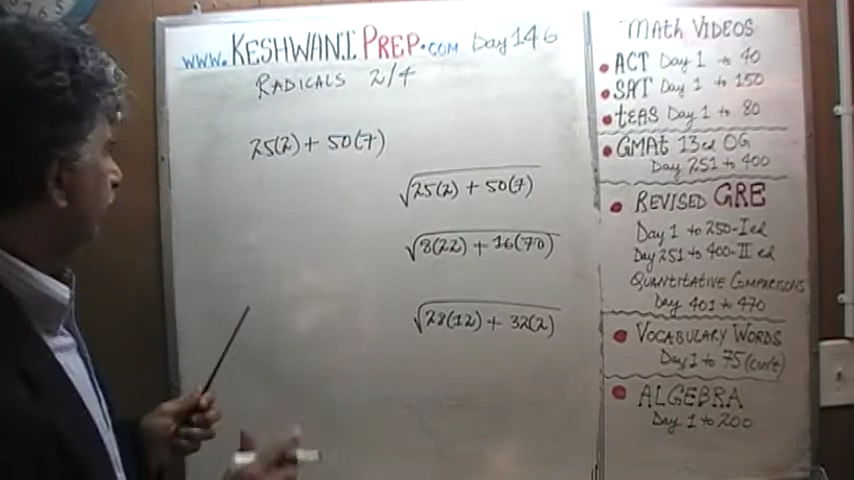 www.KESHWANIPREP.COM Day 146
RADICALS 2/4
25(2) + 50(7)
√25(2) + 50(7)
√8(22) + 16(70)
√28(12) + 32(2)
MATH VIDEOS
ACT Day 1 to 40
SAT Day 1 to 150
tEAS Day 1 to 80
GMAt 13ed OG
Day 251 to 400
REVISED GRE
Day 1 to 250-I ed
Day 251 to 400-II ed
QUANTITATIVE COMPARISONS
Day 401 to 470
VOCABULARY WORDS
Day 1 to 75 (con't)
ALGEBRA
Day 1 to 200